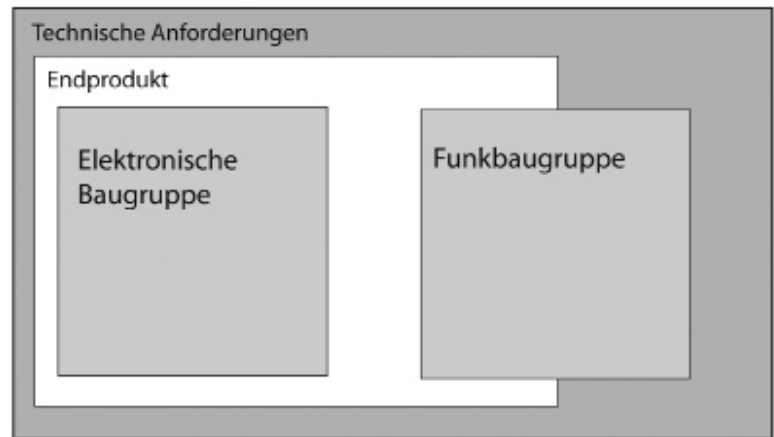 Technische Anforderungen
Endprodukt
Elektronische
Baugruppe
Funkbaugruppe